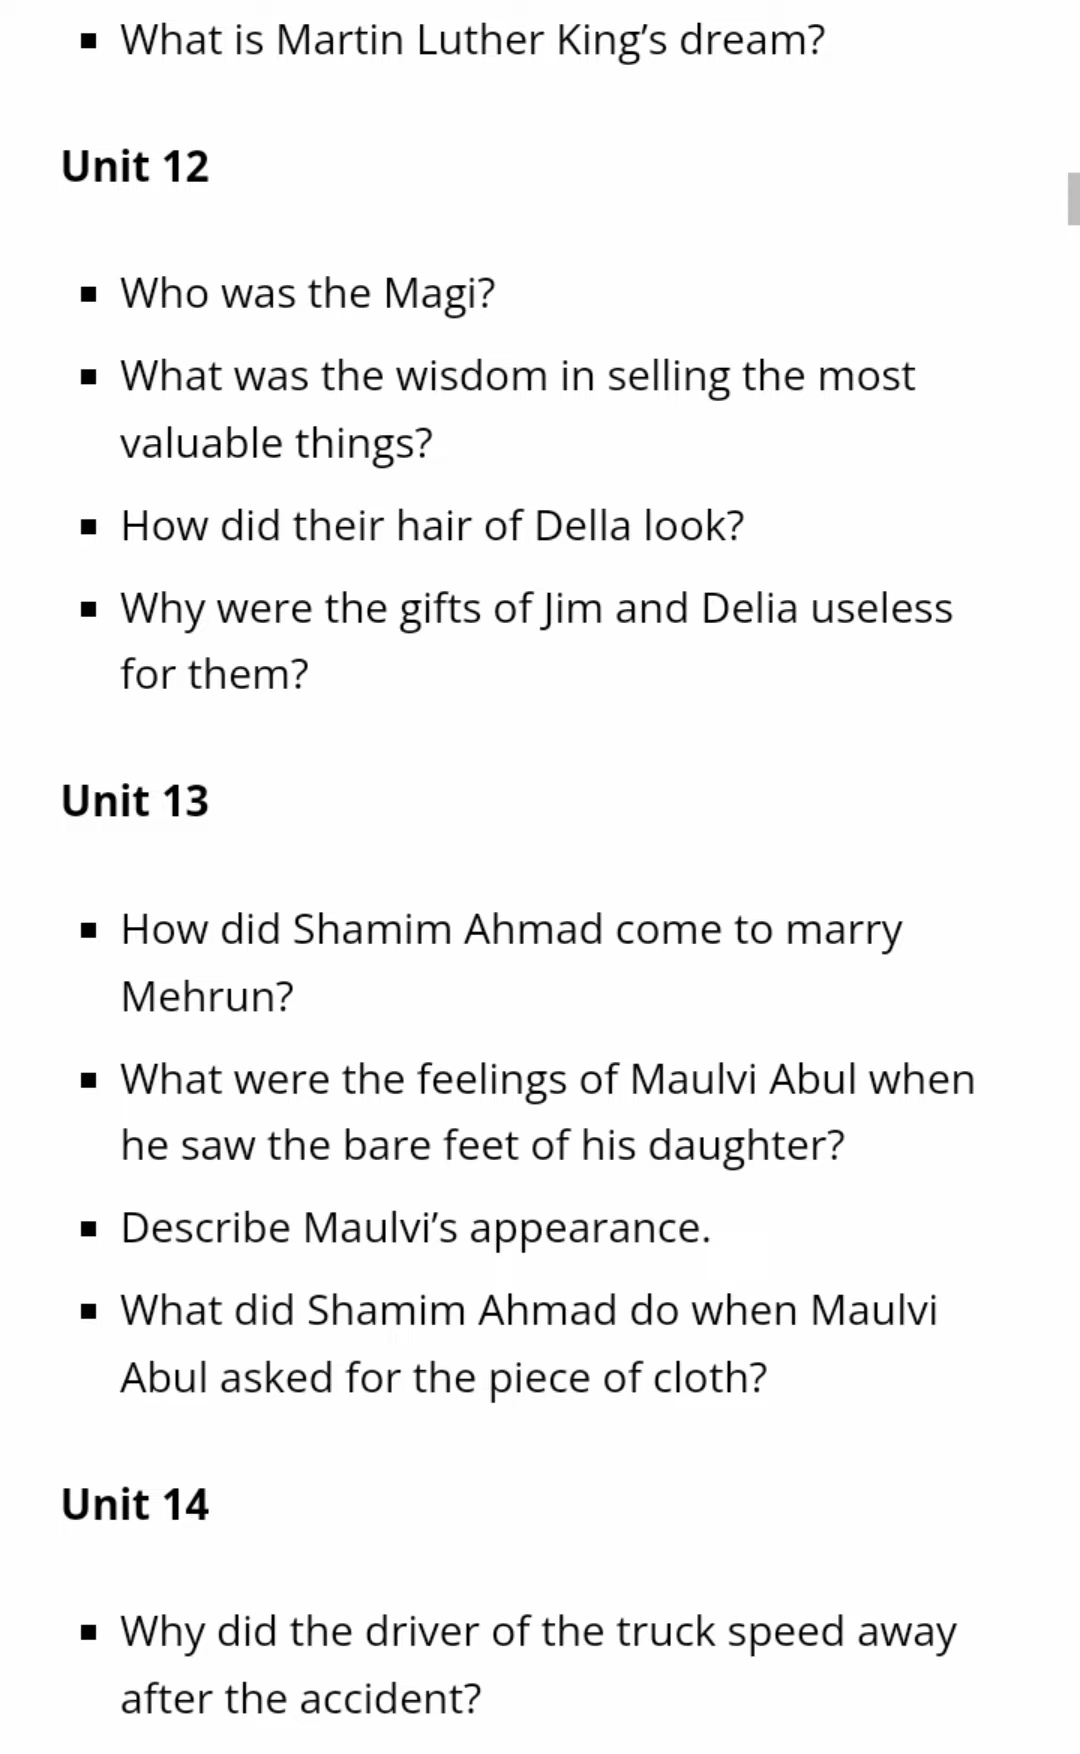 ▪ What is Martin Luther King’s dream?
Unit 12
▪ Who was the Magi?
▪ What was the wisdom in selling the most
valuable things?
▪ How did their hair of Della look?
▪ Why were the gifts of Jim and Delia useless
for them?
Unit 13
▪ How did Shamim Ahmad come to marry
Mehrun?
▪ What were the feelings of Maulvi Abul when
he saw the bare feet of his daughter?
▪ Describe Maulvi’s appearance.
▪ What did Shamim Ahmad do when Maulvi
Abul asked for the piece of cloth?
Unit 14
▪ Why did the driver of the truck speed away
after the accident?